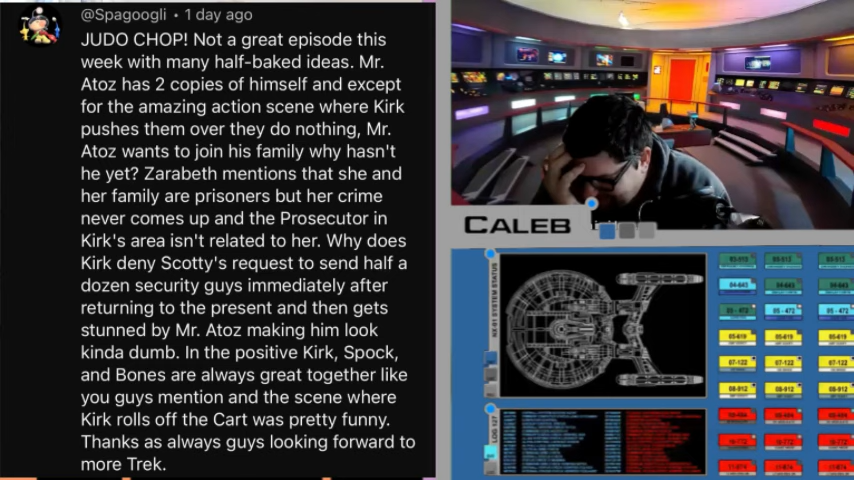 @Spagoogli • 1 day ago
JUDO CHOP! Not a great episode this
week with many half-baked ideas. Mr.
Atoz has 2 copies of himself and except
for the amazing action scene where Kirk
pushes them over they do nothing, Mr.
Atoz wants to join his family why hasn't
he yet? Zarabeth mentions that she and
her family are prisoners but her crime
never comes up and the Prosecutor in
Kirk's area isn't related to her. Why does
Kirk deny Scotty's request to send half a
dozen security guys immediately after
returning to the present and then gets
stunned by Mr. Atoz making him look
kinda dumb. In the positive Kirk, Spock,
and Bones are always great together like
you guys mention and the scene where
Kirk rolls off the Cart was pretty funny.
Thanks as always guys looking forward to
more Trek.
CALEB
NX-01 SYSTEM STATUS
LOG 127